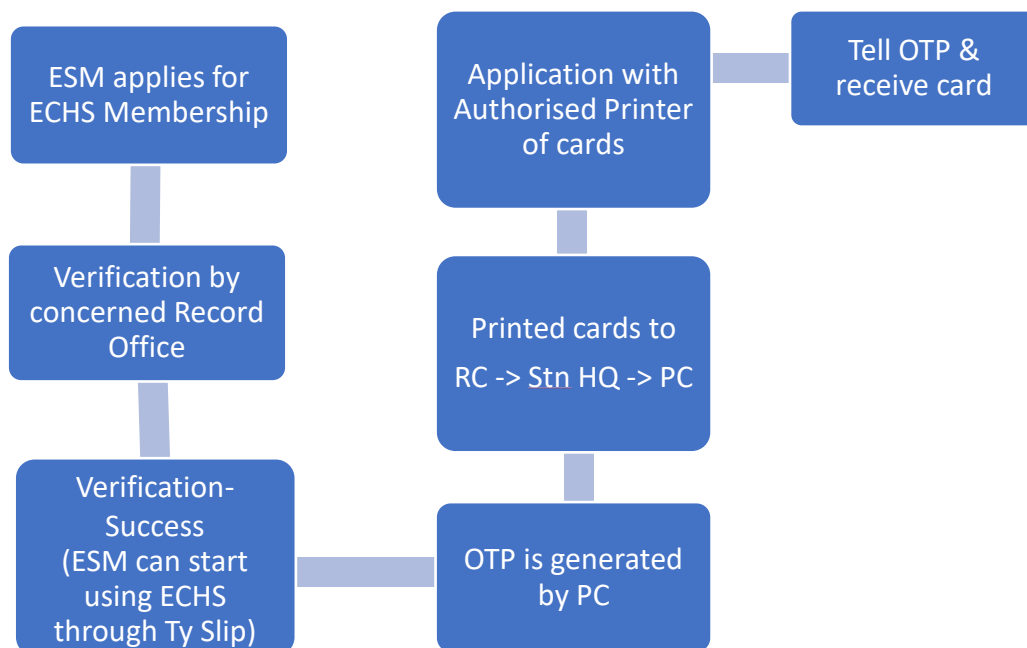 ESM applies for
ECHS Membership
Verification by
concerned Record
Office
Verification-
Success
(ESM can start
using ECHS
through Ty Slip)
OTP is generated
by PC
Printed cards to
RC -> Stn HQ -> PC
Application with
Authorised Printer
of cards
Tell OTP &
receive card